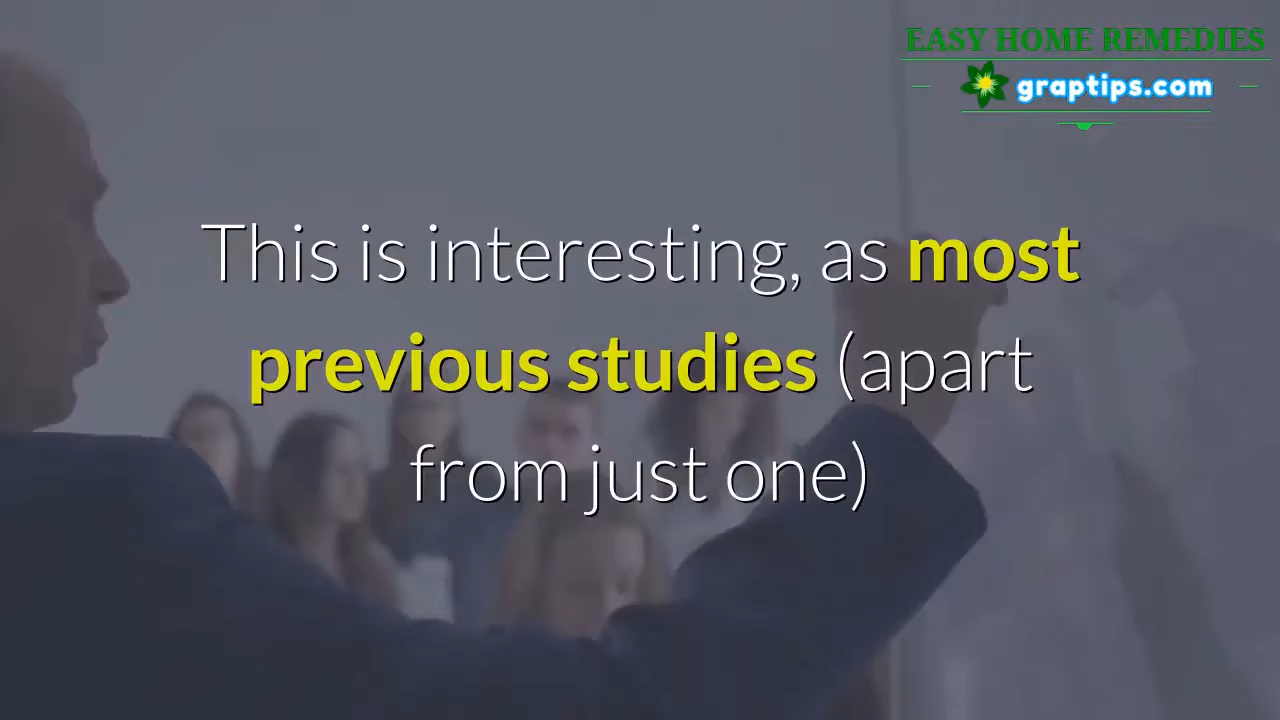 EASY HOME REMEDIES
graptips.com
This is interesting, as most
previous studies (apart
from just one)